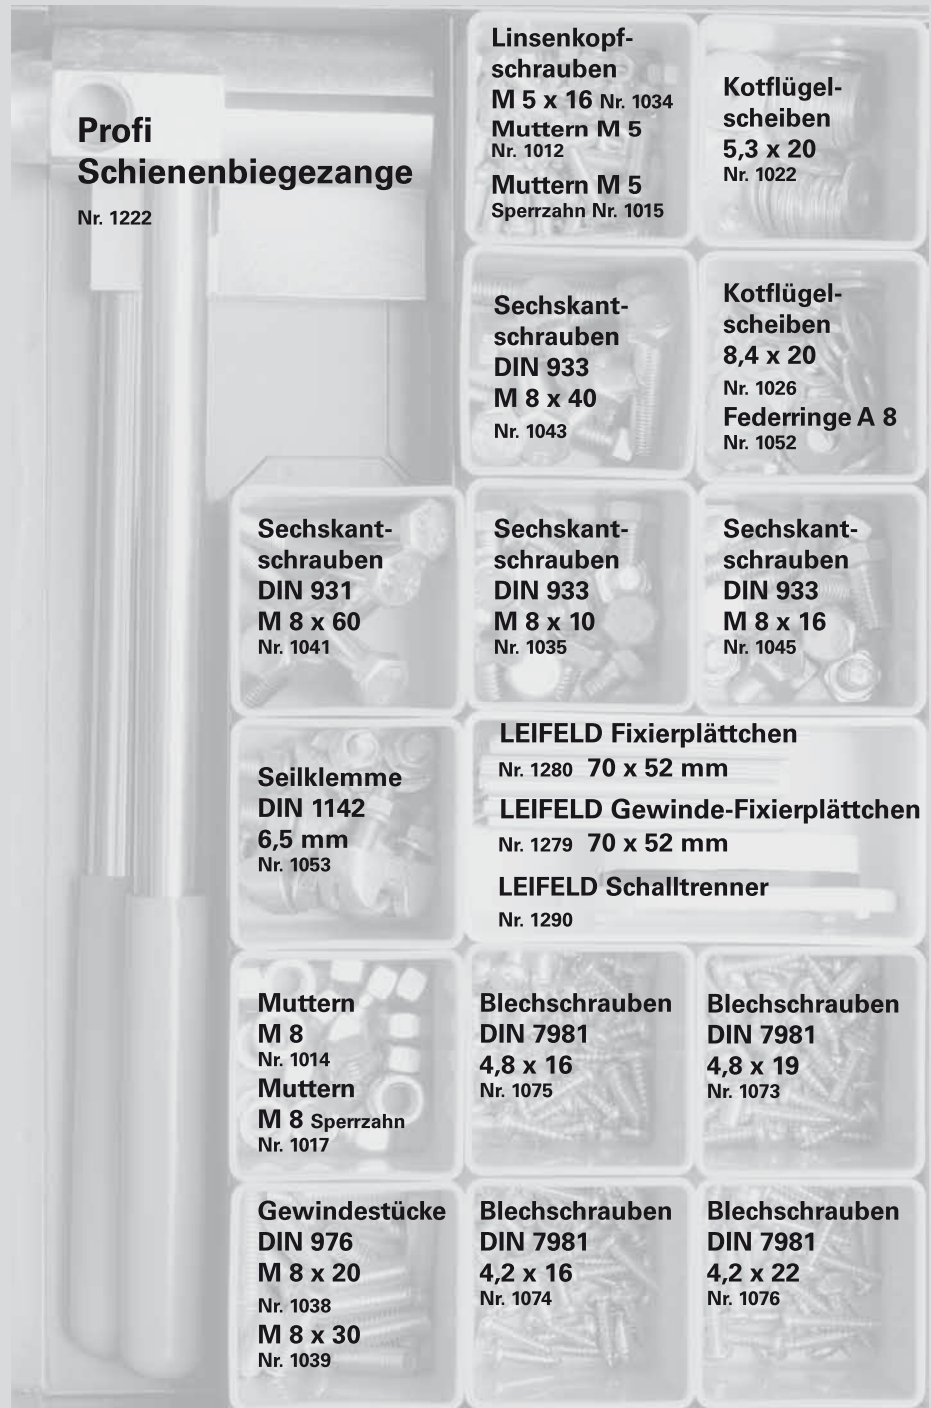 Profi
Schienenbiegezange
Nr. 1222
Linsenkopf-
schrauben
M 5 x 16 Nr. 1034
Muttern M 5
Nr. 1012
Muttern M 5
Sperrzahn Nr. 1015
Kotflügel-
scheiben
5,3 x 20
Nr. 1022
Sechskant-
schrauben
DIN 933
M 8 x 40
Nr. 1043
Kotflügel-
scheiben
8,4 x 20
Nr. 1026
Federringe A 8
Nr. 1052
Sechskant-
schrauben
DIN 931
M 8 x 60
Nr. 1041
Sechskant-
schrauben
DIN 933
M 8 x 10
Nr. 1035
Sechskant-
schrauben
DIN 933
M 8 x 16
Nr. 1045
Seilklemme
DIN 1142
6,5 mm
Nr. 1053
LEIFELD Fixierplättchen
Nr. 1280 70 x 52 mm
LEIFELD Gewinde-Fixierplättchen
Nr. 1279 70 x 52 mm
LEIFELD Schalltrenner
Nr. 1290
Muttern
M 8
Nr. 1014
Muttern
M 8 Sperrzahn
Nr. 1017
Blechschrauben
DIN 7981
4,8 x 16
Nr. 1075
Blechschrauben
DIN 7981
4,8 x 19
Nr. 1073
Gewindestücke
DIN 976
M 8 x 20
Nr. 1038
M 8 x 30
Nr. 1039
Blechschrauben
DIN 7981
4,2 x 16
Nr. 1074
Blechschrauben
DIN 7981
4,2 x 22
Nr. 1076